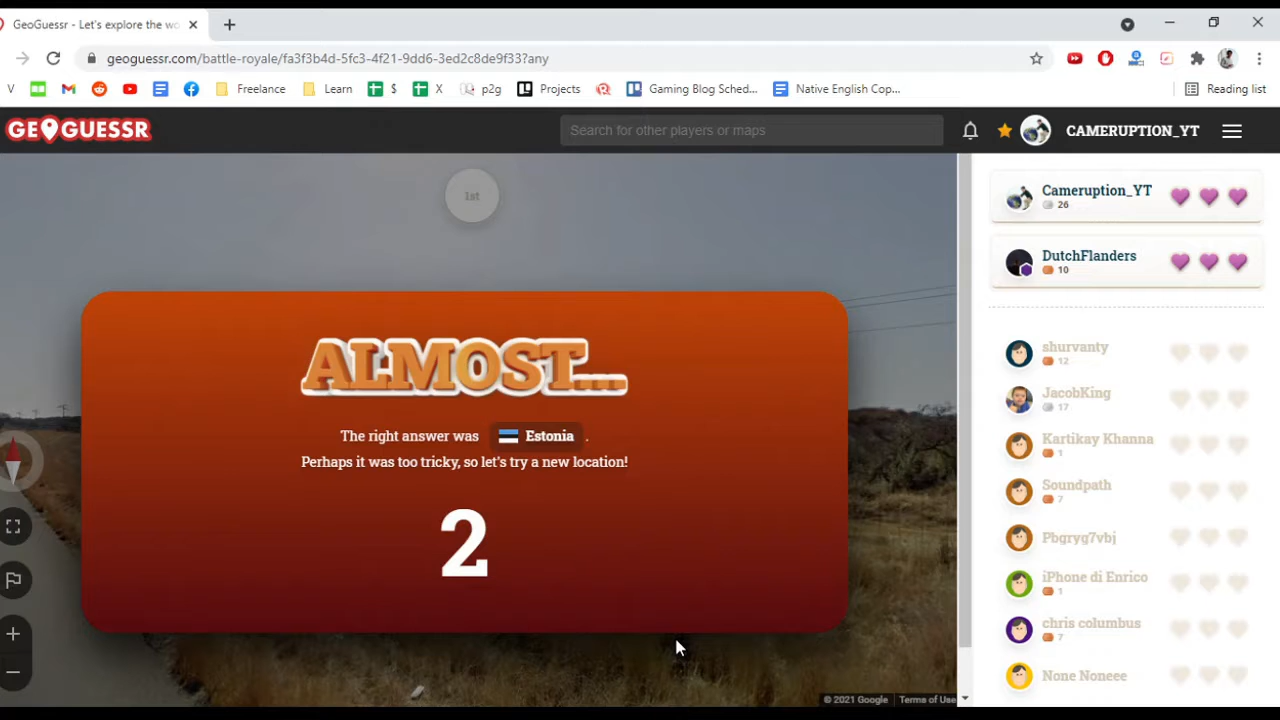 GeoGuessr - Let's explore the wo
geoguessr.com/battle-royale/fa3f3b4d-5fc3-4f21-9dd6-3ed2c8de9f33?any
V
Freelance
Learn
$
X
p2g
Projects
Gaming Blog Sched...
Native English Cop...
Reading list
GEOGUESSR
Search for other players or maps
CAMERUPTION_YT
1st
ALMOST...
The right answer was Estonia .
Perhaps it was too tricky, so let's try a new location!
2
Cameruption_YT
26
DutchFlanders
10
shurvanty
12
JacobKing
17
Kartikay Khanna
1
Soundpath
7
Pbgryg7vbj
iPhone di Enrico
1
chris columbus
7
None Noneee
© 2021 Google
Terms of Use